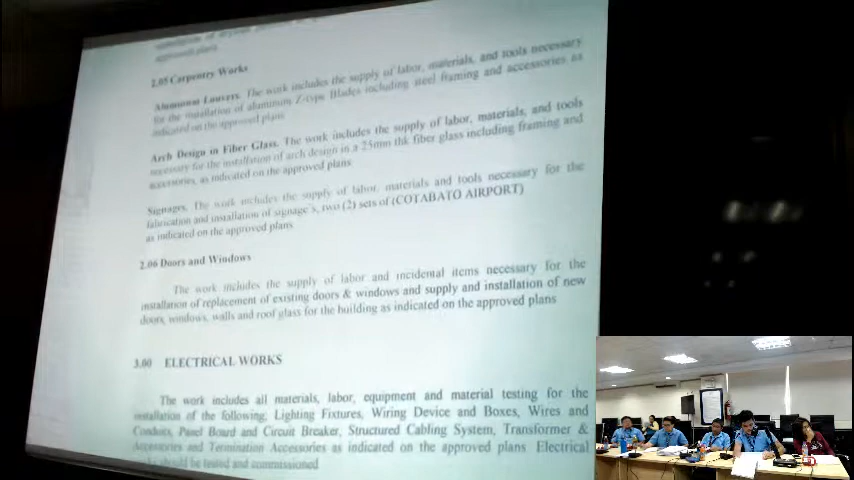 approved plans.
2.05 Carpentry Works
Aluminum Louvers. The work includes the supply of labor, materials, and tools necessary
for the installation of aluminum Z-type Blades including steel framing and accessories as
indicated on the approved plans.
Arch Design in Fiber Glass. The work includes the supply of labor, materials, and tools
necessary for the installation of arch design in a 25mm thk fiber glass including framing and
accessories, as indicated on the approved plans.
Signages. The work includes the supply of labor, materials and tools necessary for the
fabrication and installation of signage's, two (2) sets of (COTABATO AIRPORT)
as indicated on the approved plans.
2.06 Doors and Windows
The work includes the supply of labor and incidental items necessary for the
installation of replacement of existing doors & windows and supply and installation of new
doors, windows, walls and roof glass for the building as indicated on the approved plans
3.00 ELECTRICAL WORKS
The work includes all materials, labor, equipment and material testing for the
installation of the following, Lighting Fixtures, Wiring Device and Boxes, Wires and
Conduits, Panel Board and Circuit Breaker, Structured Cabling System, Transformer &
Accessories and Termination Accessories as indicated on the approved plans. Electrical
should be tested and commissioned